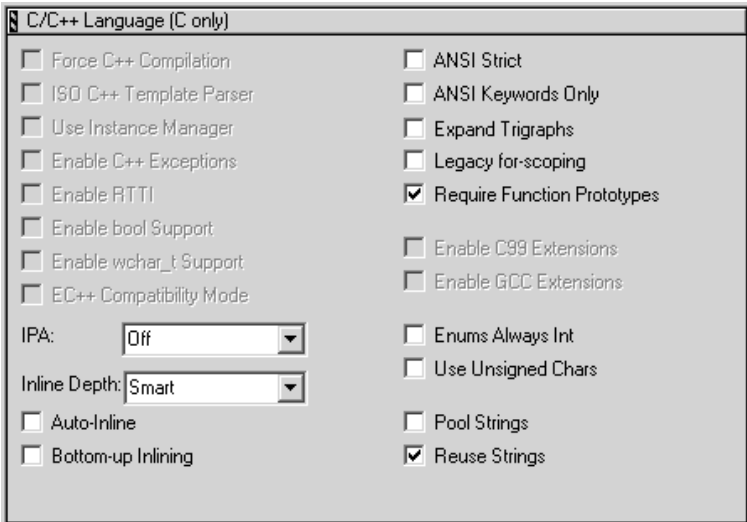 C/C++ Language (C only)
Force C++ Compilation
ISO C++ Template Parser
Use Instance Manager
Enable C++ Exceptions
Enable RTTI
Enable bool Support
Enable wchar_t Support
EC++ Compatibility Mode
IPA: Off
Inline Depth: Smart
Auto-Inline
Bottom-up Inlining
ANSI Strict
ANSI Keywords Only
Expand Trigraphs
Legacy for-scoping
Require Function Prototypes
Enable C99 Extensions
Enable GCC Extensions
Enums Always Int
Use Unsigned Chars
Pool Strings
Reuse Strings